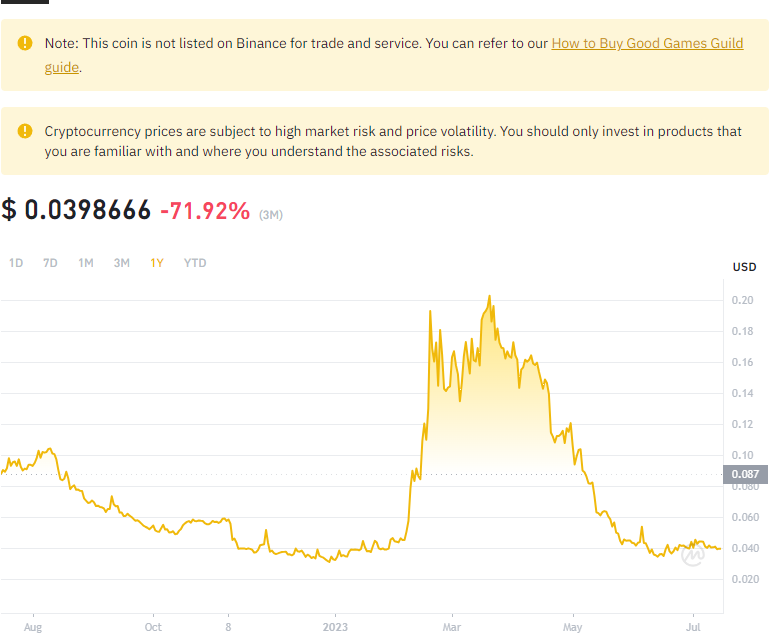 Note: This coin is not listed on Binance for trade and service. You can refer to our How to Buy Good Games Guild
guide.
Cryptocurrency prices are subject to high market risk and price volatility. You should only invest in products that
you are familiar with and where you understand the associated risks.
$ 0.0398666 -71.92% (3M)
1D 7D 1M 3M 1Y YTD
USD
0.20
0.18
0.16
0.14
0.12
0.10
0.087
0.080
0.060
0.040
0.020
Aug Oct 8 2023 Mar May Jul